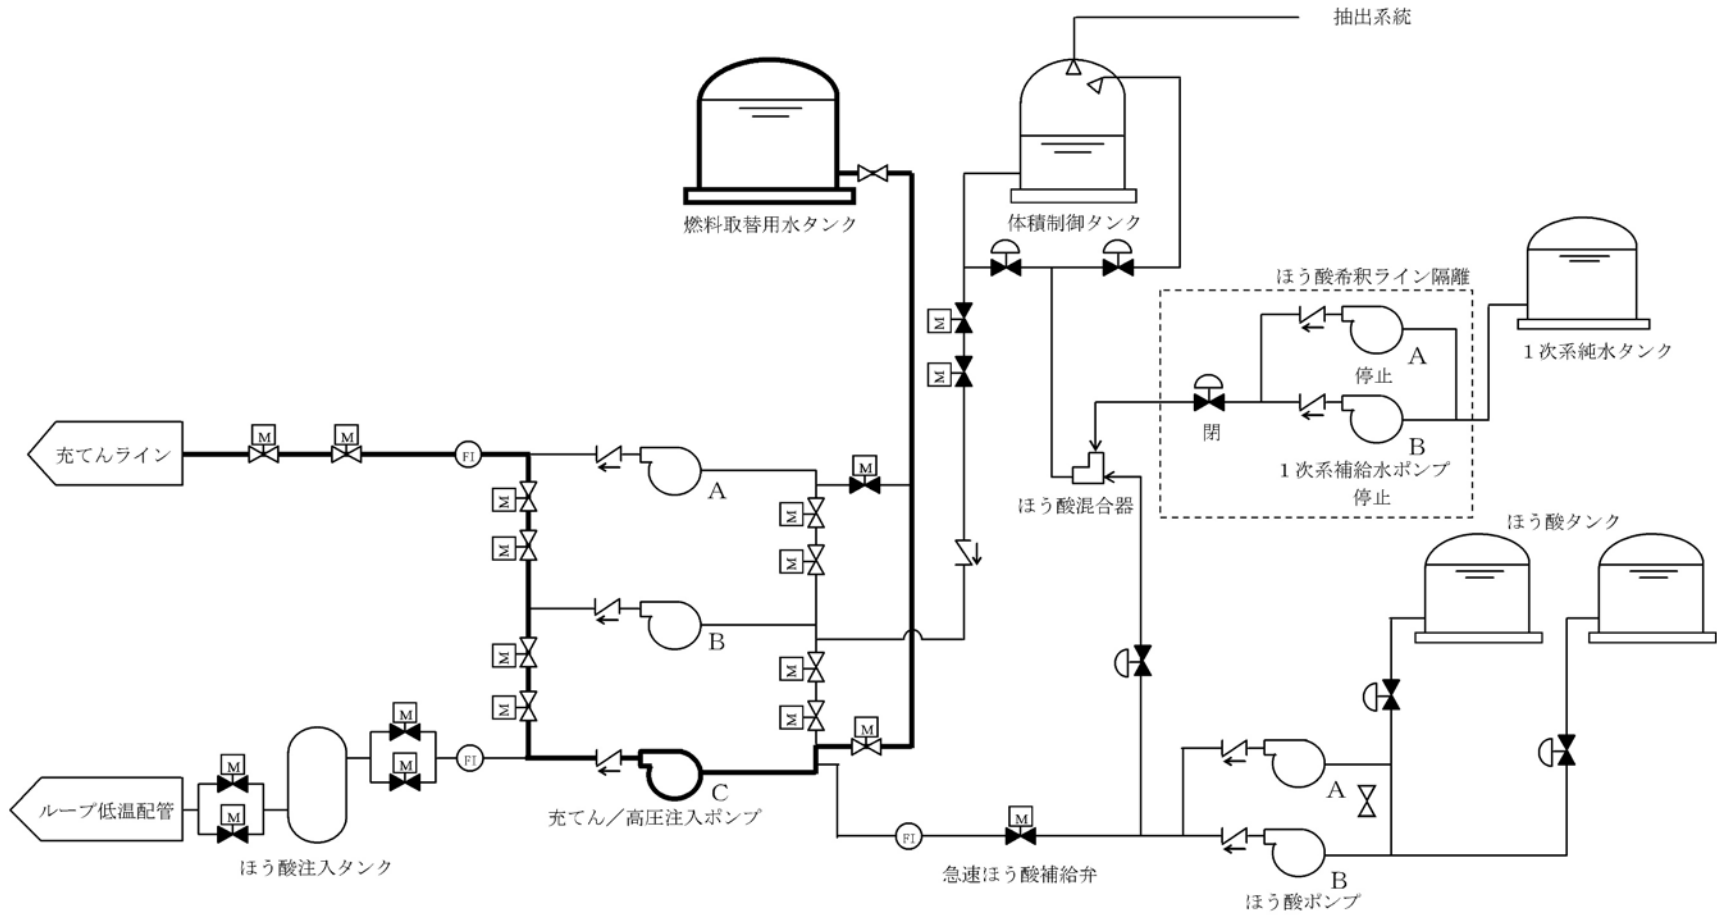 抽出系統
燃料取替用水タンク
体積制御タンク
ほう酸希釈ライン隔離
1次系純水タンク
A
停止
M
M
閉
B
1次系補給水ポンプ
停止
充てんライン
M
M
FI
A
M
ほう酸混合器
ほう酸タンク
M
M
M
M
B
M
M
M
M
M
M
M
FI
C
充てん／高圧注入ポンプ
ループ低温配管
M
M
ほう酸注入タンク
FI
M
急速ほう酸補給弁
A
B
ほう酸ポンプ